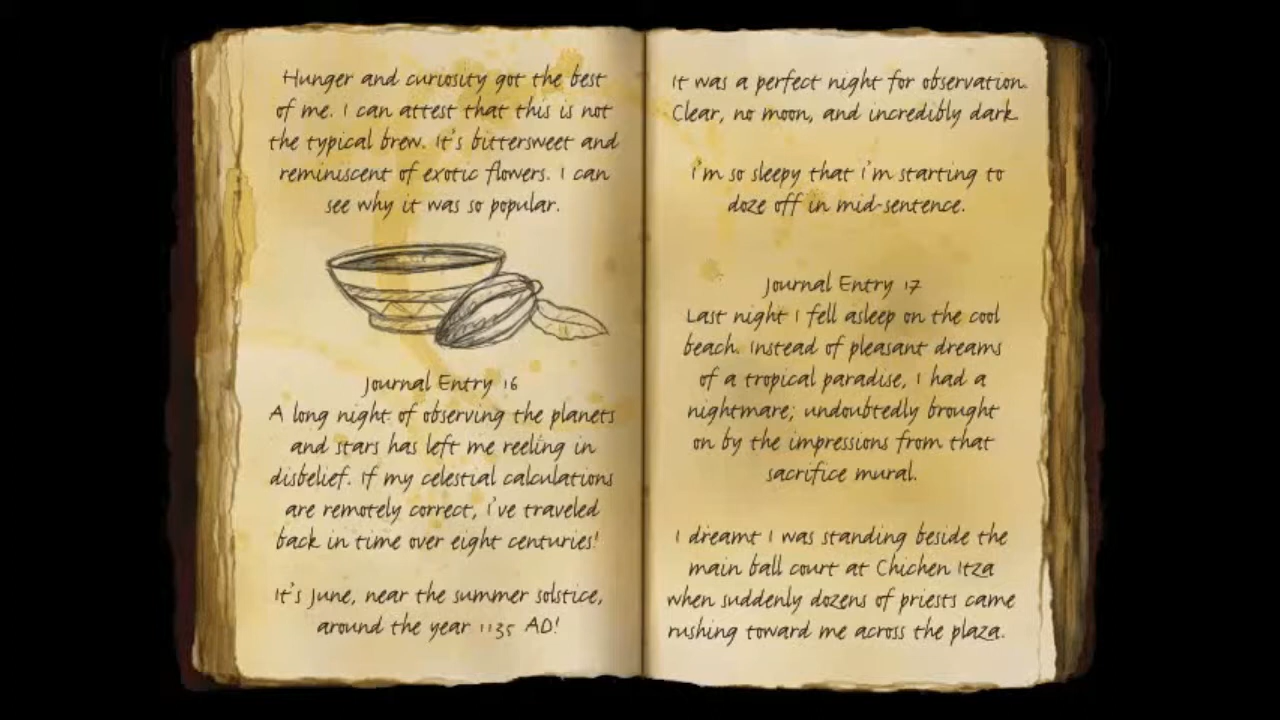 Hunger and curiosity got the best
of me. I can attest that this is not
the typical brew. It's bittersweet and
reminiscent of exotic flowers. I can
see why it was so popular.
Journal Entry 16
A long night of observing the planets
and stars has left me reeling in
disbelief. If my celestial calculations
are remotely correct, I've traveled
back in time over eight centuries!
It's June, near the summer solstice,
around the year 1135 AD!
It was a perfect night for observation.
Clear, no moon, and incredibly dark.
I'm so sleepy that I'm starting to
doze off in mid-sentence.
Journal Entry 17
Last night I fell asleep on the cool
beach. Instead of pleasant dreams
of a tropical paradise, I had a
nightmare; undoubtedly brought
on by the impressions from that
sacrifice mural.
I dreamt I was standing beside the
main ball court at Chichen Itza
when suddenly dozens of priests came
rushing toward me across the plaza.